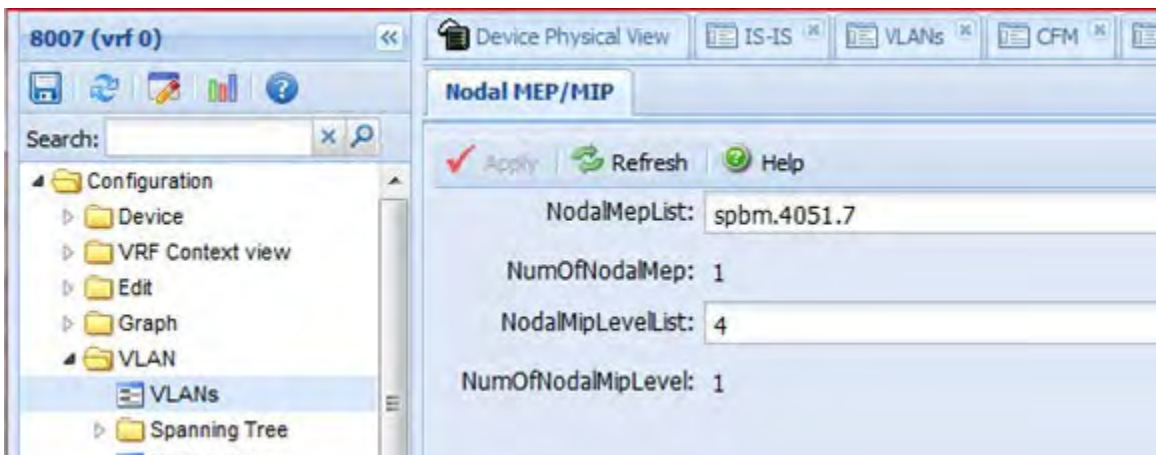 8007 (vrf 0)
Search:
Configuration
Device
VRF Context view
Edit
Graph
VLAN
VLANs
Spanning Tree
Device Physical View
IS-IS
VLANs
CFM
Nodal MEP/MIP
Apply
Refresh
Help
NodalMepList: spbm.4051.7
NumOfNodalMep: 1
NodalMipLevelList: 4
NumOfNodalMipLevel: 1